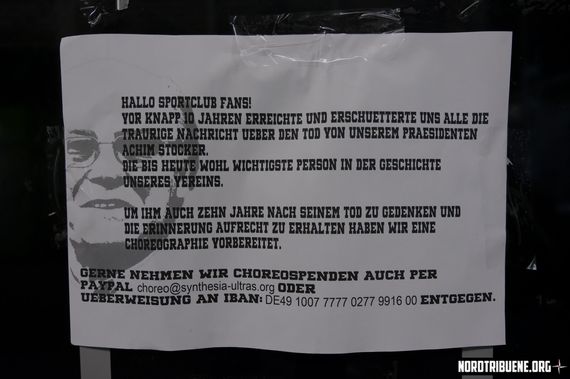 HALLO SPORTCLUB FANS!
VOR KNAPP 10 JAHREN ERREICHTE UND ERSCHUETTERTE UNS ALLE DIE
TRAURIGE NACHRICHT UEBER DEN TOD VON UNSEREM PRAESIDENTEN
ACHIM STOCKER.
DIE BIS HEUTE WOHL WICHTIGSTE PERSON IN DER GESCHICHTE
UNSERES VEREINS.
UM IHM AUCH ZEHN JAHRE NACH SEINEM TOD ZU GEDENKEN UND
DIE ERINNERUNG AUFRECHT ZU ERHALTEN HABEN WIR EINE
CHOREOGRAPHIE VORBEREITET.
GERNE NEHMEN WIR CHOREOSPENDEN AUCH PER
PAYPAL choreo@synthesia-ultras.org ODER
UEBERWEISUNG AN IBAN: DE49 1007 7777 0277 9916 00 ENTGEGEN.
NORDTRIBUENE.ORG